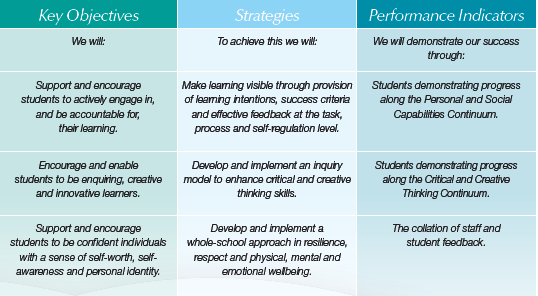 Key Objectives
Strategies
Performance Indicators
We will:
To achieve this we will:
We will demonstrate our success
through:
Support and encourage
students to actively engage in,
and be accountable for,
their learning.
Make learning visible through provision
of learning intentions, success criteria
and effective feedback at the task,
process and self-regulation level.
Students demonstrating progress
along the Personal and Social
Capabilities Continuum.
Encourage and enable
students to be enquiring, creative
and innovative learners.
Develop and implement an inquiry
model to enhance critical and creative
thinking skills.
Students demonstrating progress
along the Critical and Creative
Thinking Continuum.
Support and encourage
students to be confident individuals
with a sense of self-worth, self-
awareness and personal identity.
Develop and implement a
whole-school approach in resilience,
respect and physical, mental and
emotional wellbeing.
The collation of staff and
student feedback.